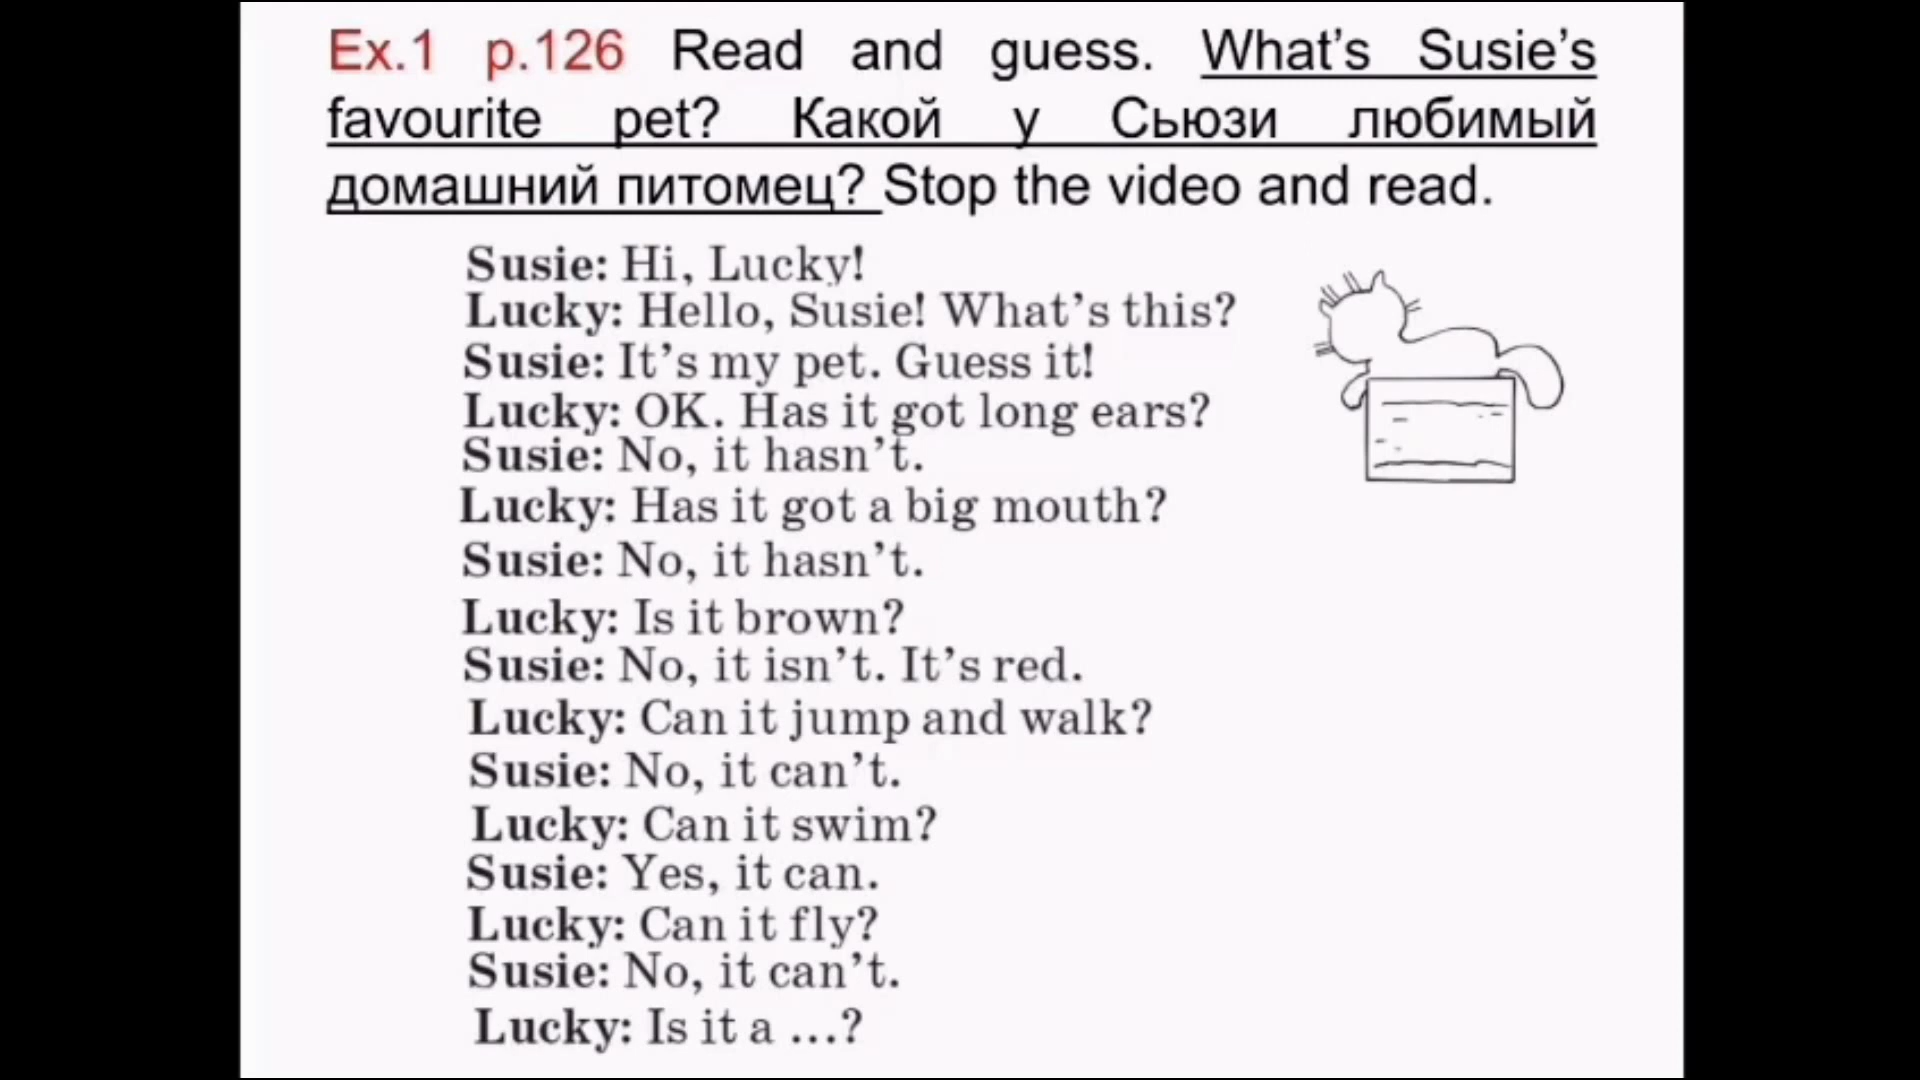 Ex.1 p.126 Read and guess. What's Susie's
favourite pet? Какой у Сьюзи любимый
домашний питомец? Stop the video and read.
Susie: Hi, Lucky!
Lucky: Hello, Susie! What's this?
Susie: It's my pet. Guess it!
Lucky: OK. Has it got long ears?
Susie: No, it hasn't.
Lucky: Has it got a big mouth?
Susie: No, it hasn't.
Lucky: Is it brown?
Susie: No, it isn't. It's red.
Lucky: Can it jump and walk?
Susie: No, it can't.
Lucky: Can it swim?
Susie: Yes, it can.
Lucky: Can it fly?
Susie: No, it can't.
Lucky: Is it a ...?